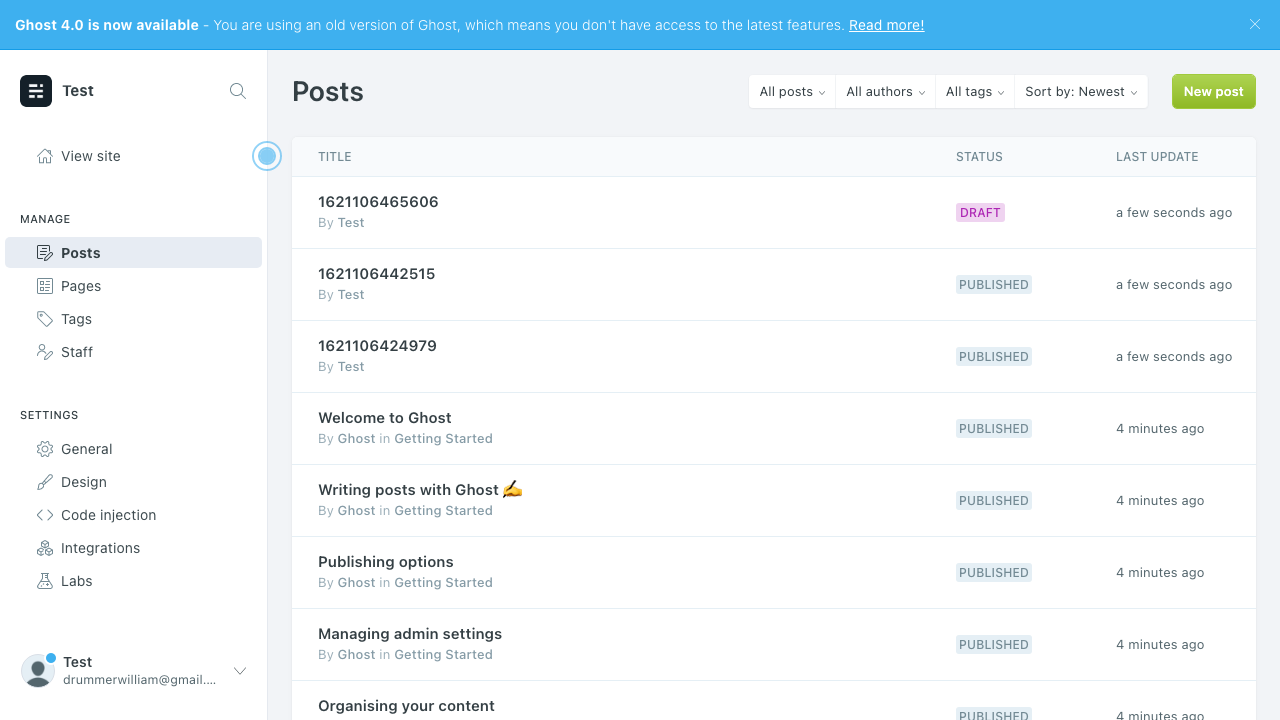 Ghost 4.0 is now available - You are using an old version of Ghost, which means you don't have access to the latest features. Read more!
Test
View site
MANAGE
Posts
Pages
Tags
Staff
SETTINGS
General
Design
Code injection
Integrations
Labs
Test
drummerwilliam@gmail....
Posts
All posts
All authors
All tags
Sort by: Newest
New post
TITLE STATUS LAST UPDATE
1621106465606
By Test
DRAFT
a few seconds ago
1621106442515
By Test
PUBLISHED
a few seconds ago
1621106424979
By Test
PUBLISHED
a few seconds ago
Welcome to Ghost
By Ghost in Getting Started
PUBLISHED
4 minutes ago
Writing posts with Ghost ✍️
By Ghost in Getting Started
PUBLISHED
4 minutes ago
Publishing options
By Ghost in Getting Started
PUBLISHED
4 minutes ago
Managing admin settings
By Ghost in Getting Started
PUBLISHED
4 minutes ago
Organising your content
PUBLISHED
4 minutes ago